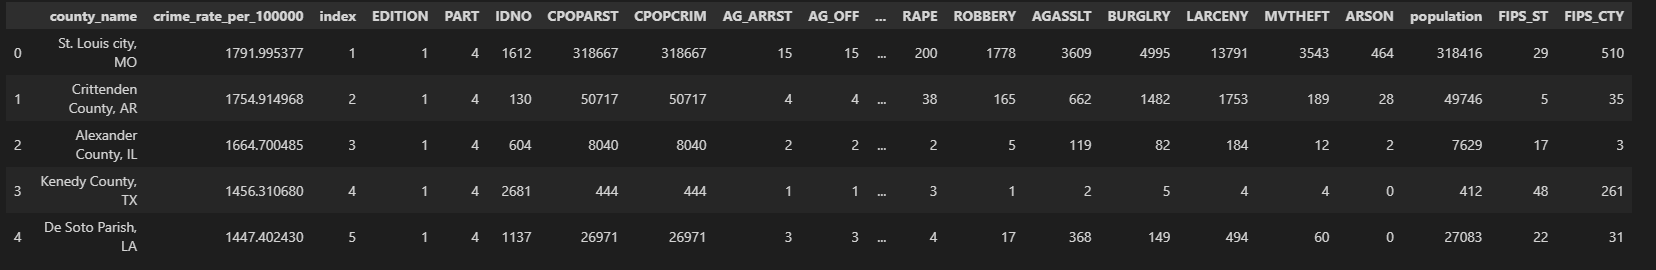 county_name crime_rate_per_100000 index EDITION PART IDNO CPOPARST CPOPCRIM AG_ARRST AG_OFF ... RAPE ROBBERY AGASSLT BURGLRY LARCENY MVTHEFT ARSON population FIPS_ST FIPS_CTY
0 St. Louis city, MO 1791.995377 1 1 4 1612 318667 318667 15 15 ... 200 1778 3609 4995 13791 3543 464 318416 29 510
1 Crittenden County, AR 1754.914968 2 1 4 130 50717 50717 4 4 ... 38 165 662 1482 1753 189 28 49746 5 35
2 Alexander County, IL 1664.700485 3 1 4 604 8040 8040 2 2 ... 2 5 119 82 184 12 2 7629 17 3
3 Kenedy County, TX 1456.310680 4 1 4 2681 444 444 1 1 ... 3 1 2 5 4 4 0 412 48 261
4 De Soto Parish, LA 1447.402430 5 1 4 1137 26971 26971 3 3 ... 4 17 368 149 494 60 0 27083 22 31